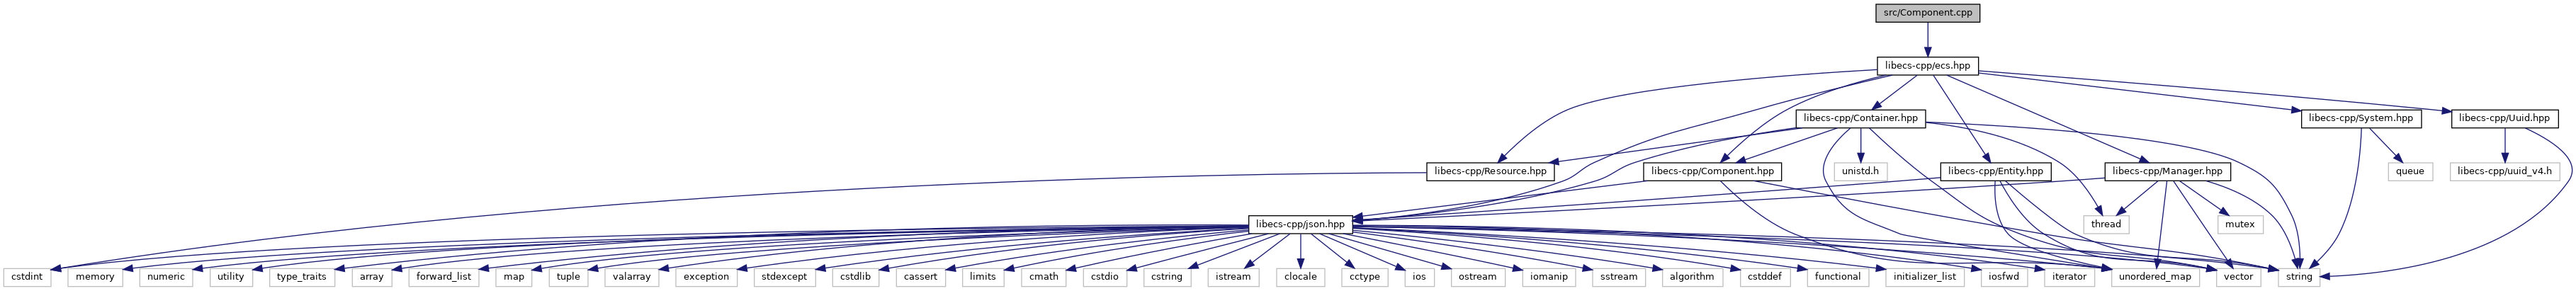 src/Component.cpp
libecs-cpp/ecs.hpp
libecs-cpp/Container.hpp
libecs-cpp/System.hpp
libecs-cpp/Uuid.hpp
libecs-cpp/Resource.hpp
libecs-cpp/Component.hpp
unistd.h
libecs-cpp/Entity.hpp
libecs-cpp/Manager.hpp
queue
libecs-cpp/uuid_v4.h
libecs-cpp/json.hpp
thread
mutex
cstdint
memory
numeric
utility
type_traits
array
forward_list
map
tuple
valarray
exception
stdexcept
cstdlib
cassert
limits
cmath
cstdio
cstring
istream
clocale
cctype
ios
ostream
iomanip
sstream
algorithm
cstddef
functional
initializer_list
iosfwd
iterator
unordered_map
vector
string